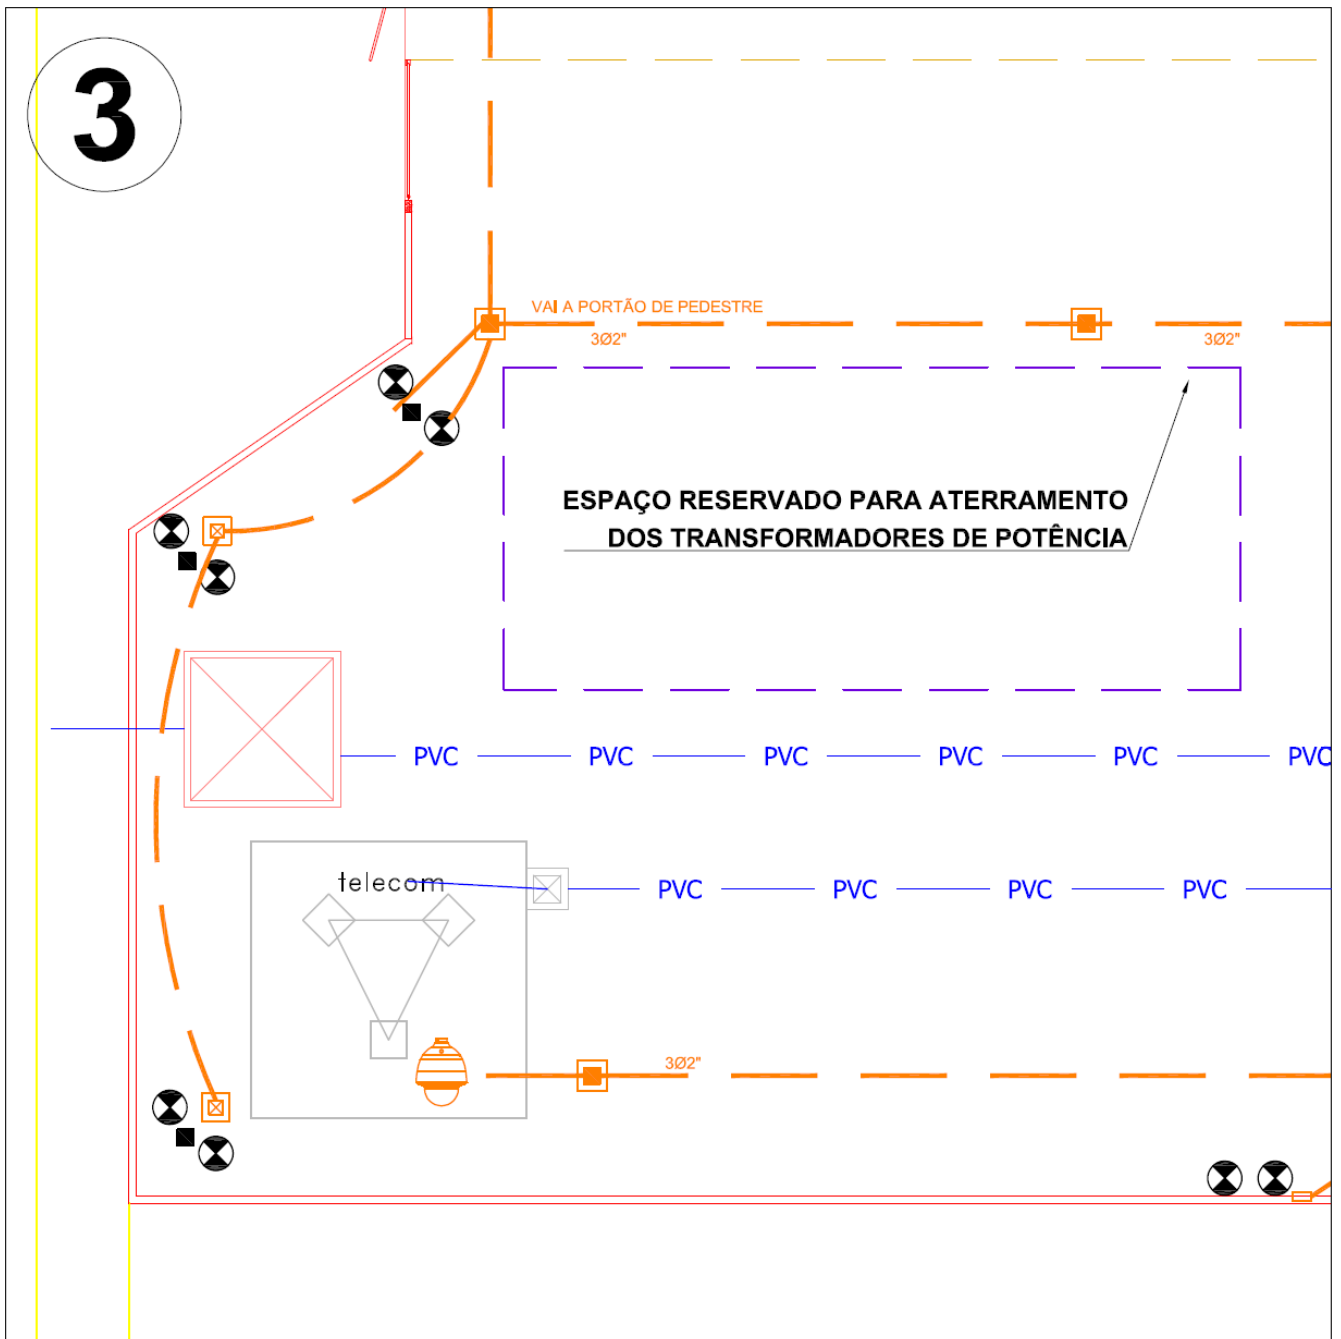 3
VAI A PORTÃO DE PEDESTRE
3Ø2"
3Ø2"
ESPAÇO RESERVADO PARA ATERRAMENTO
DOS TRANSFORMADORES DE POTÊNCIA
PVC PVC PVC PVC PVC PVC
telecom
PVC PVC PVC PVC
3Ø2"